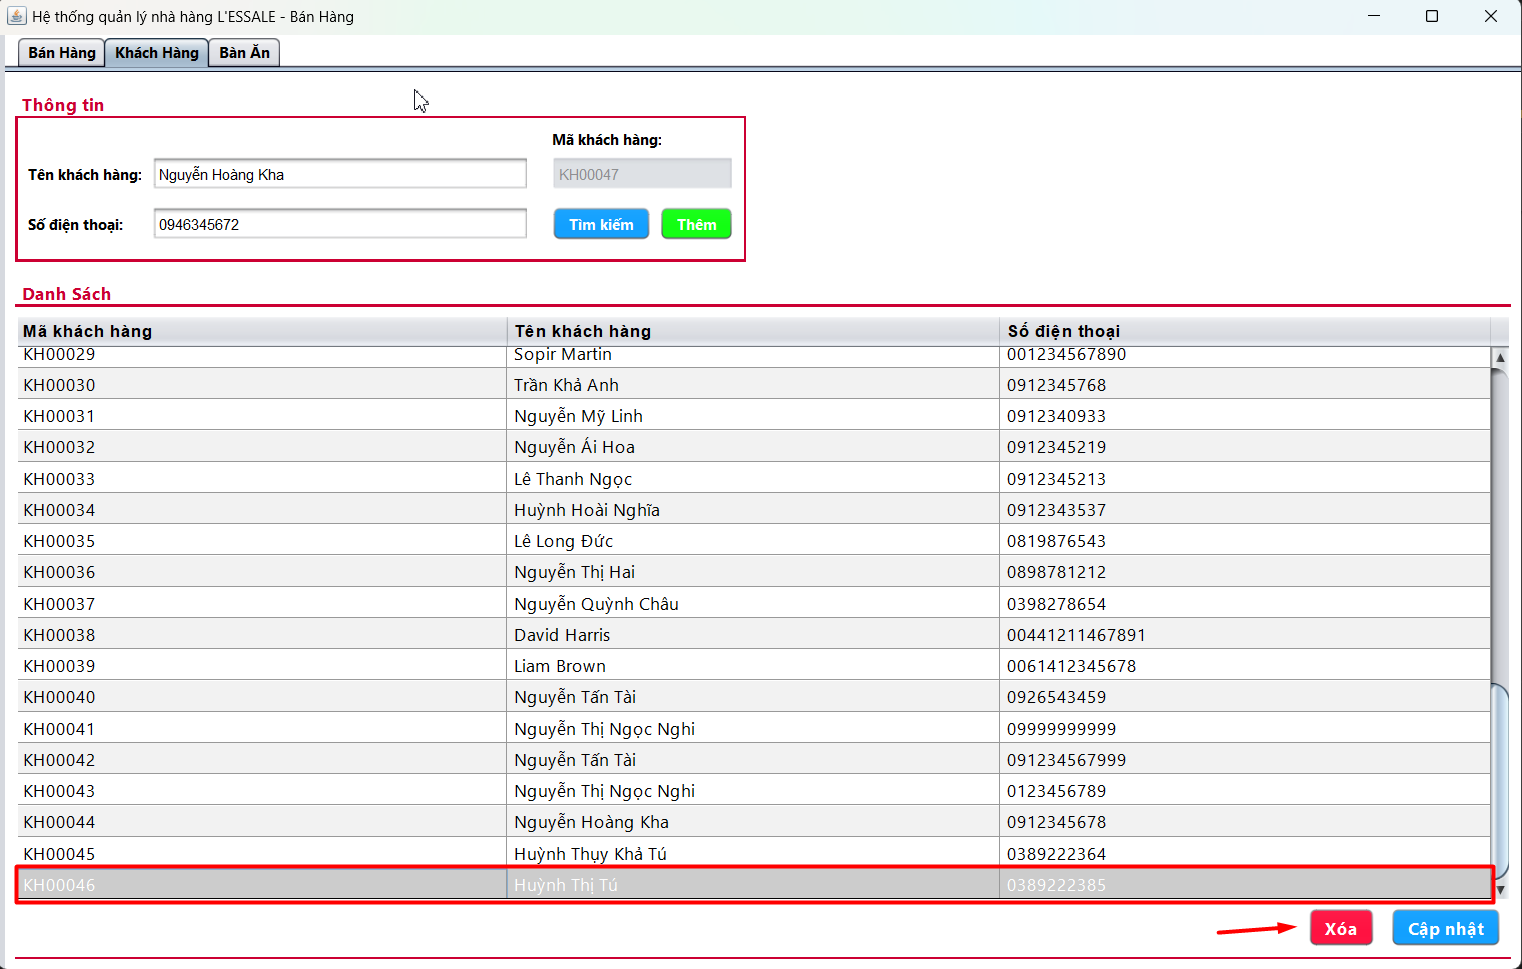 Hệ thống quản lý nhà hàng L'ESSALE - Bán Hàng
Bán Hàng Khách Hàng Bàn Ăn
Thông tin
Mã khách hàng:
Tên khách hàng: Nguyễn Hoàng Kha KH00047
Số điện thoại: 0946345672 Tìm kiếm Thêm
Danh Sách
Mã khách hàng Tên khách hàng Số điện thoại
KH00029 Sopir Martin 001234567890
KH00030 Trần Khả Anh 0912345768
KH00031 Nguyễn Mỹ Linh 0912340933
KH00032 Nguyễn Ái Hoa 0912345219
KH00033 Lê Thanh Ngọc 0912345213
KH00034 Huỳnh Hoài Nghĩa 0912343537
KH00035 Lê Long Đức 0819876543
KH00036 Nguyễn Thị Hai 0898781212
KH00037 Nguyễn Quỳnh Châu 0398278654
KH00038 David Harris 00441211467891
KH00039 Liam Brown 0061412345678
KH00040 Nguyễn Tấn Tài 0926543459
KH00041 Nguyễn Thị Ngọc Nghi 09999999999
KH00042 Nguyễn Tấn Tài 091234567999
KH00043 Nguyễn Thị Ngọc Nghi 0123456789
KH00044 Nguyễn Hoàng Kha 0912345678
KH00045 Huỳnh Thụy Khả Tú 0389222364
KH00046 Huỳnh Thị Tú 0389222385
Xóa Cập nhật